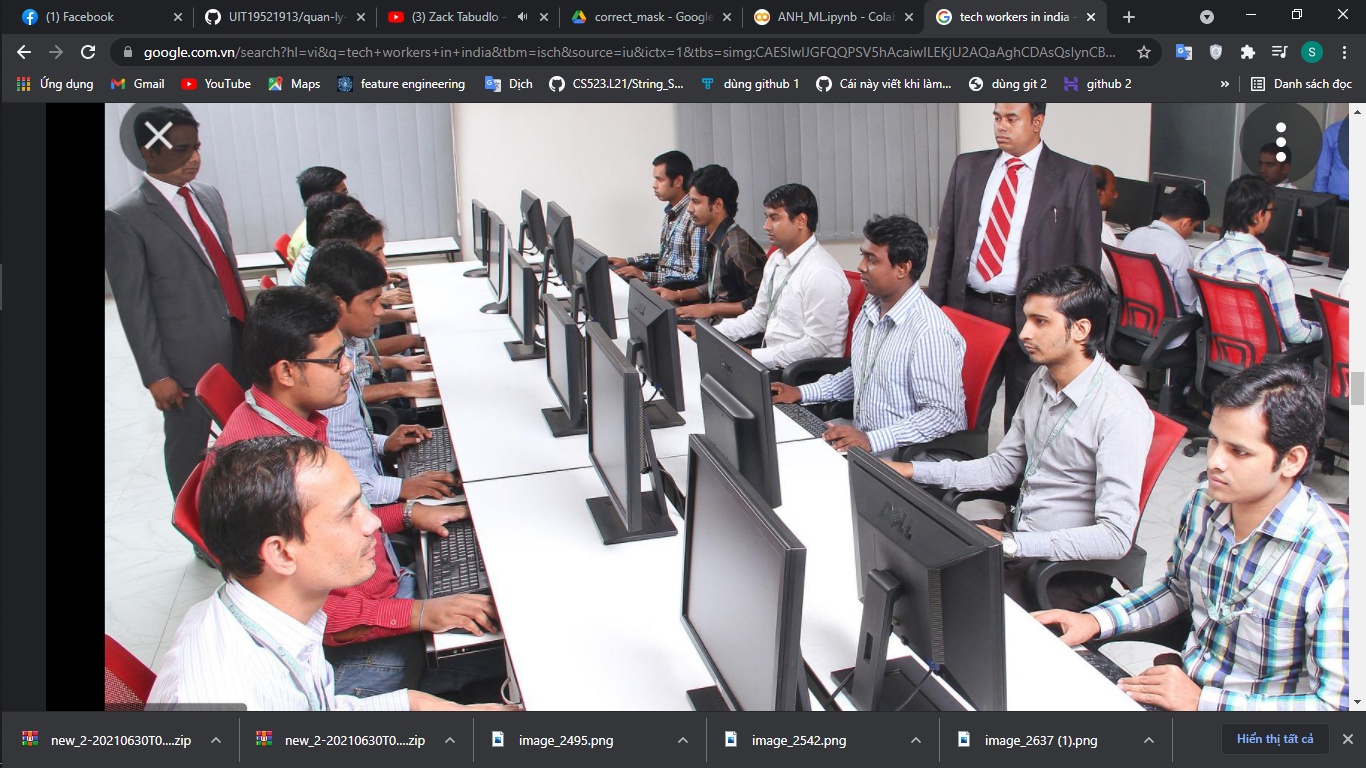 (1) Facebook
UIT19521913/quan-ly-
(3) Zack Tabudlo -
correct_mask - Google
ANH_ML.ipynb - Colab
tech workers in india -
google.com.vn/search?hl=vi&q=tech+workers+in+india&tbm=isch&source=iu&ictx=1&tbs=simg:CAESIwIJGFQQPSV5hAcaiwILEKjU2AQaAghCDAsQsIynCB...
S
Ứng dụng
Gmail
YouTube
Maps
feature engineering
Dịch
CS523.L21/String_S...
dùng github 1
Cái này viết khi làm...
dùng git 2
github 2
»
Danh sách đọc
DELL
new_2-20210630T0....zip
new_2-20210630T0....zip
image_2495.png
image_2542.png
image_2637 (1).png
Hiển thị tất cả